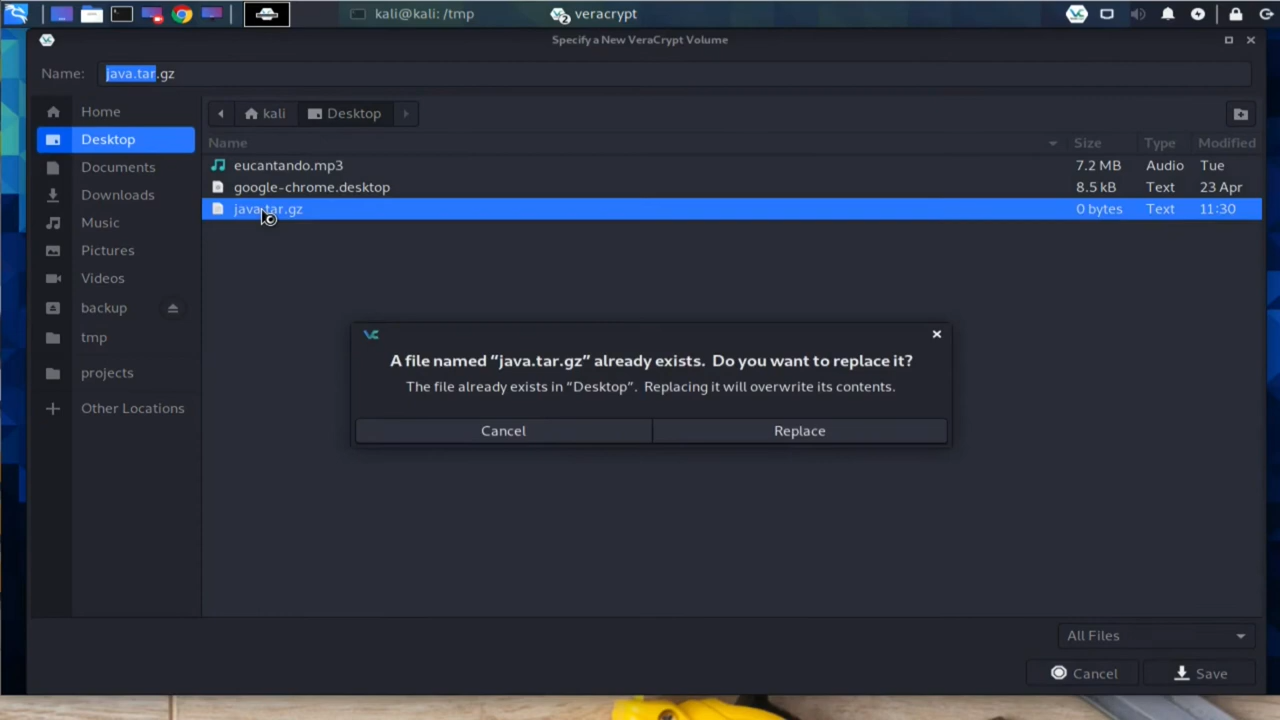 kali@kali: /tmp
veracrypt
Specify a New VeraCrypt Volume
Name:
java.tar.gz
Home
Desktop
Documents
Downloads
Music
Pictures
Videos
backup
tmp
projects
Other Locations
kali
Desktop
Name Size Type Modified
eucantando.mp3 7.2 MB Audio Tue
google-chrome.desktop 8.5 kB Text 23 Apr
java.tar.gz 0 bytes Text 11:30
A file named “java.tar.gz” already exists. Do you want to replace it?
The file already exists in “Desktop”. Replacing it will overwrite its contents.
Cancel
Replace
All Files
Cancel
Save